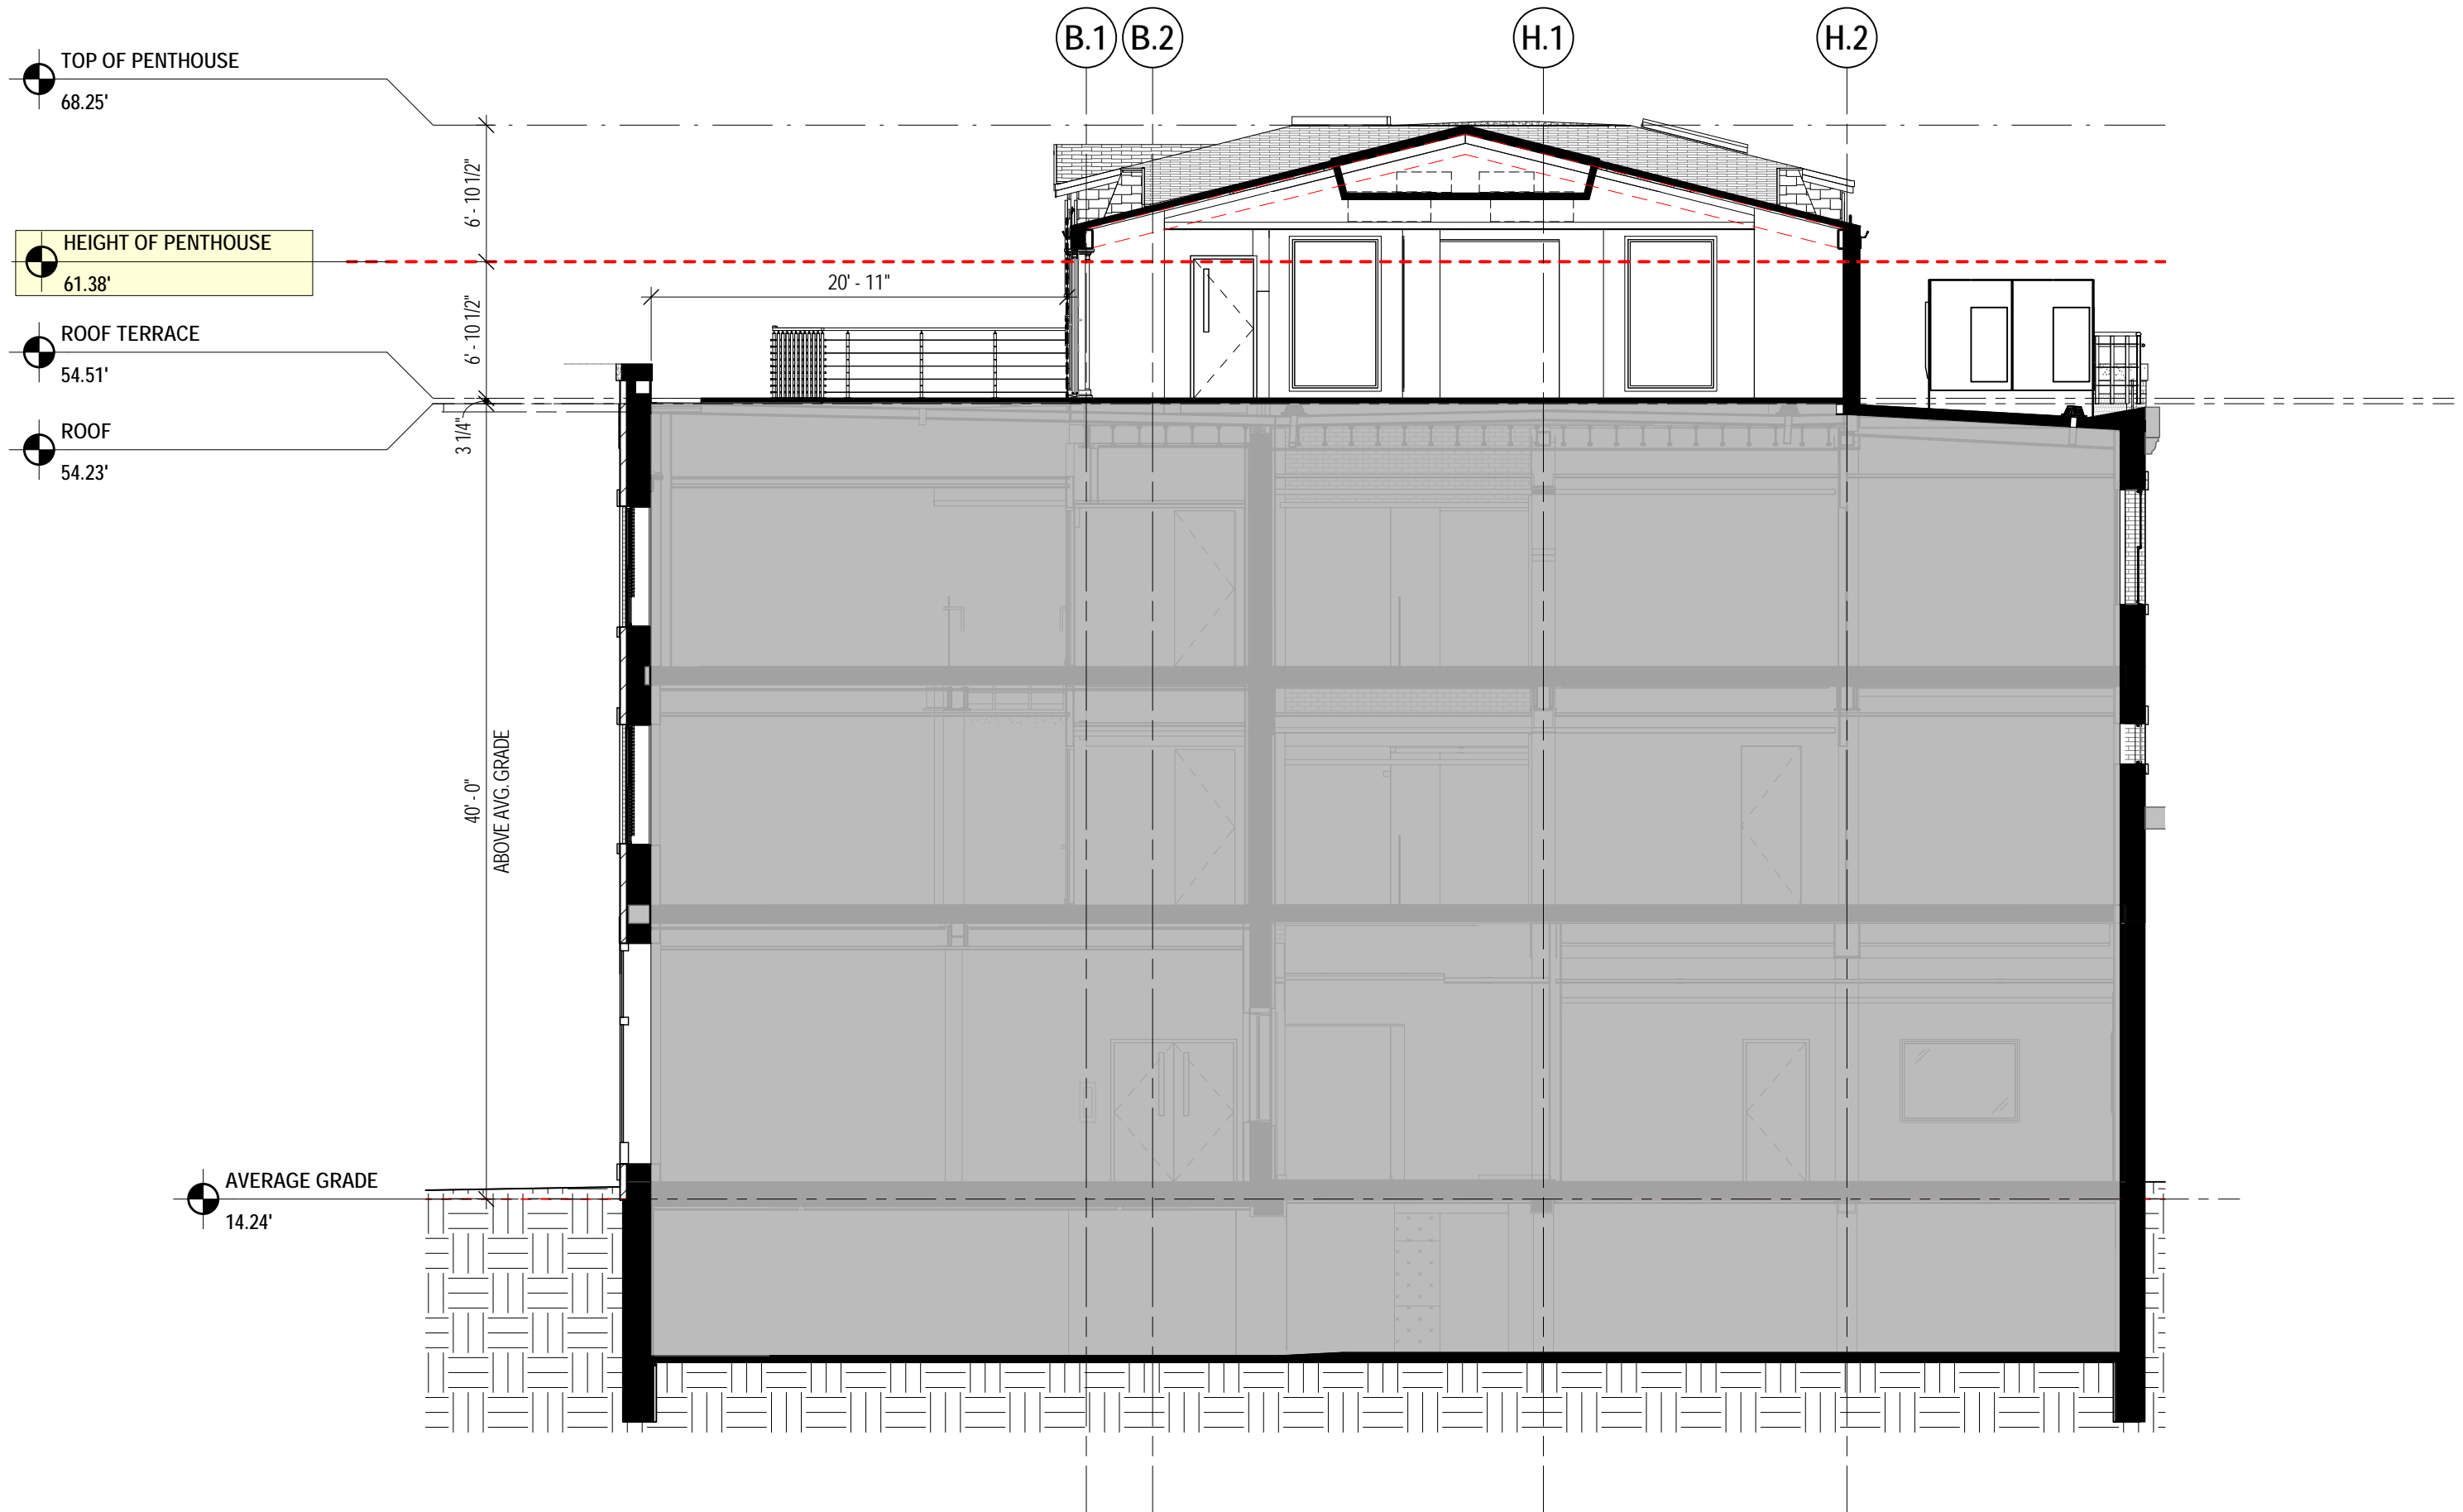 B.1
B.2
H.1
H.2
TOP OF PENTHOUSE
68.25'
6' - 10 1/2"
HEIGHT OF PENTHOUSE
61.38'
20' - 11"
6' - 10 1/2"
ROOF TERRACE
54.51'
3 1/4"
ROOF
54.23'
40' - 0"
ABOVE AVG. GRADE
AVERAGE GRADE
14.24'